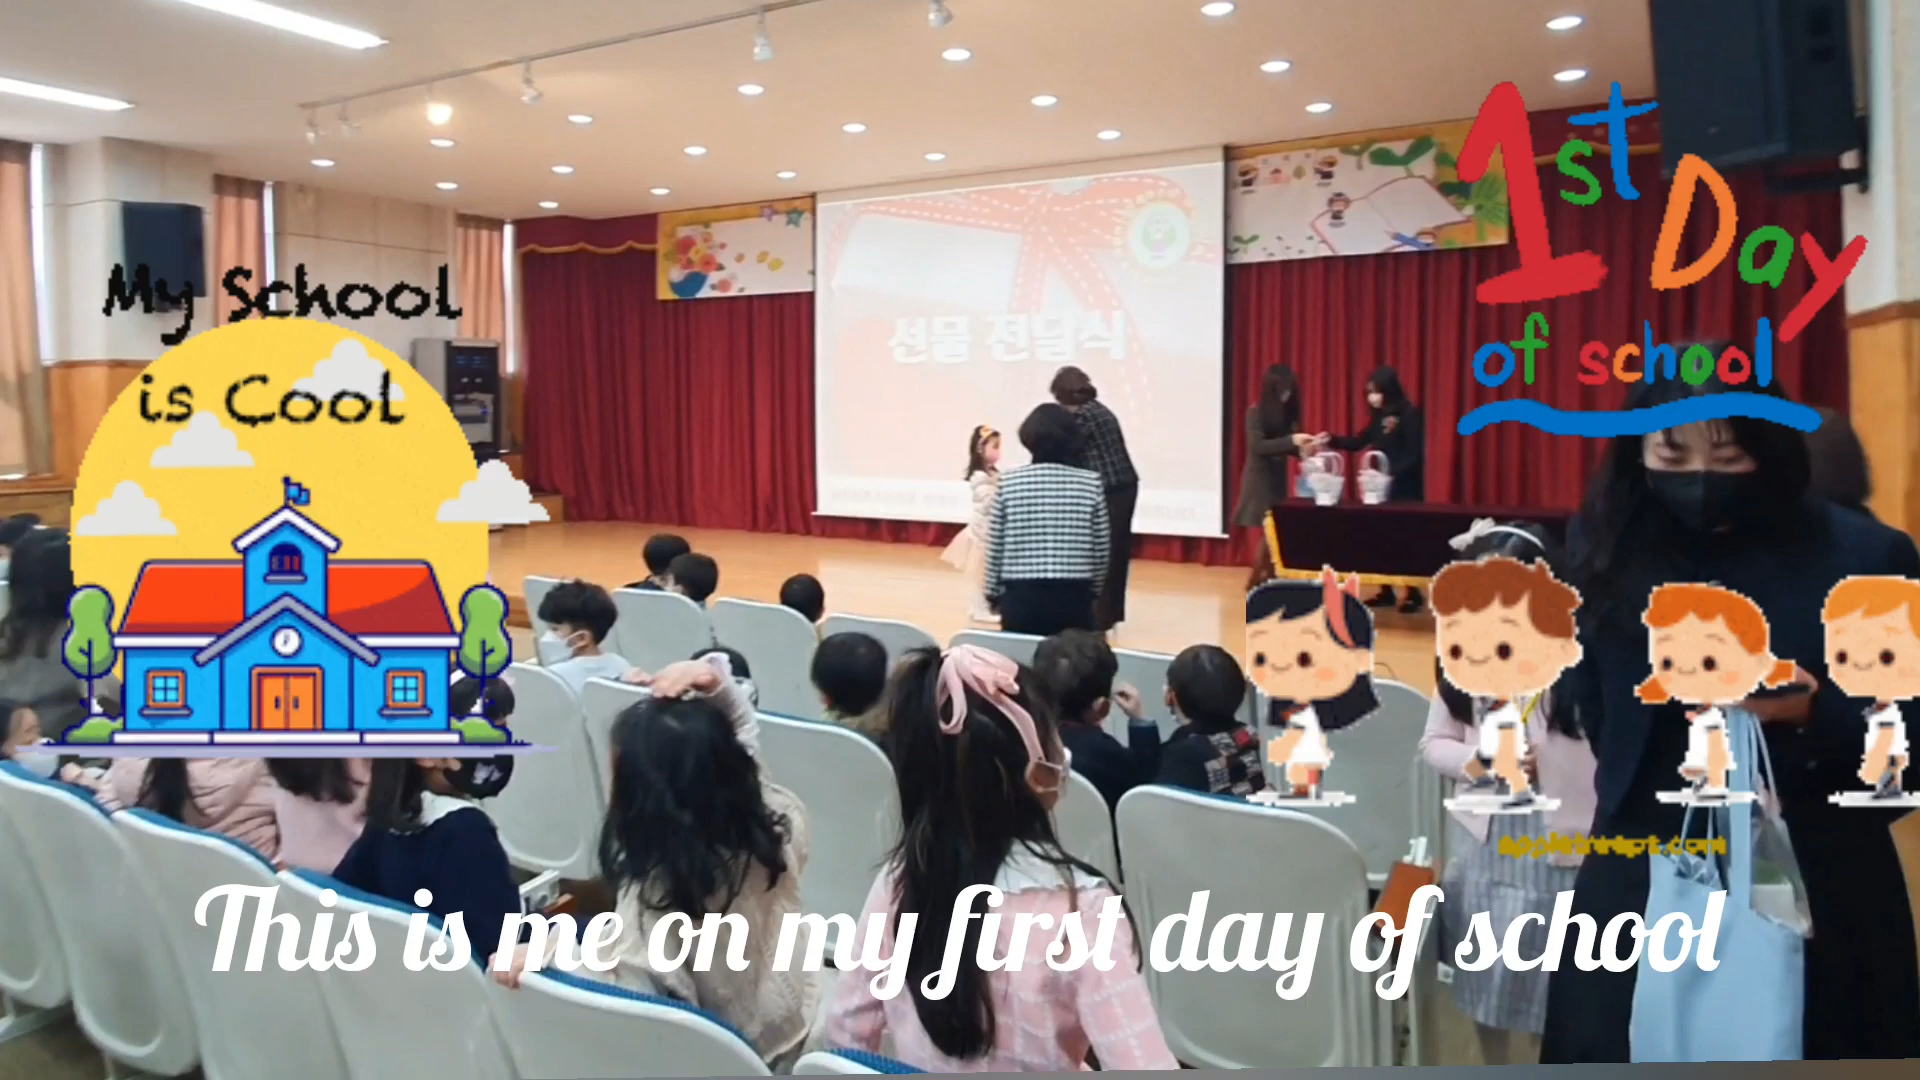 My School
is Cool
1st Day
of school
선물 전달식
This is me on my first day of school